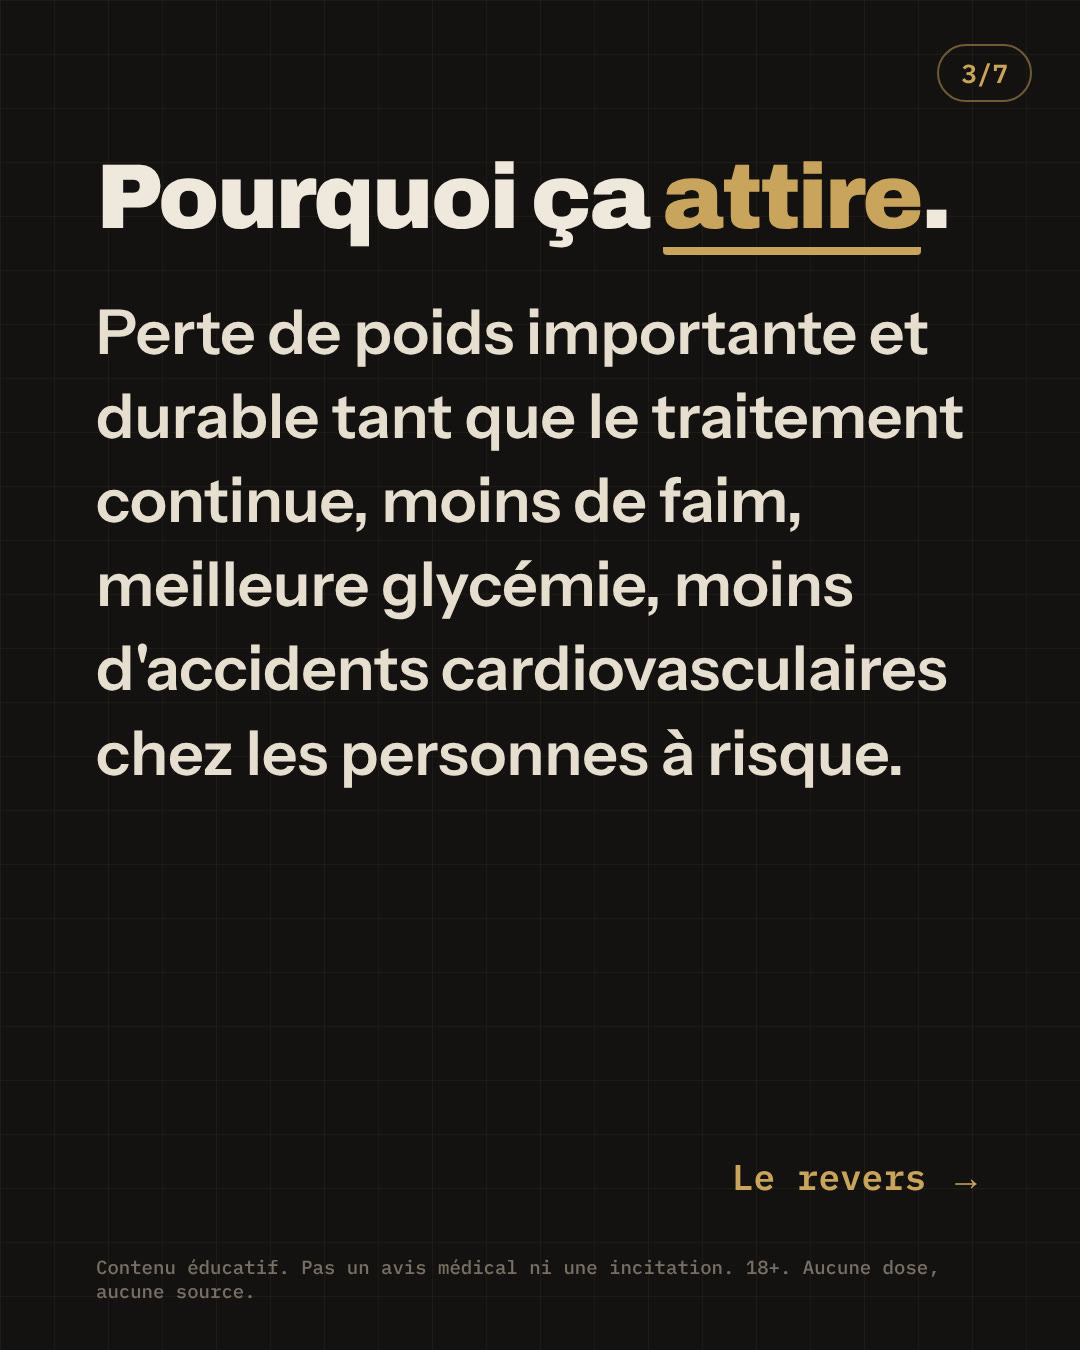 3/7
Pourquoi ça attire.
Perte de poids importante et
durable tant que le traitement
continue, moins de faim,
meilleure glycémie, moins
d'accidents cardiovasculaires
chez les personnes à risque.
Le revers →
Contenu éducatif. Pas un avis médical ni une incitation. 18+. Aucune dose,
aucune source.